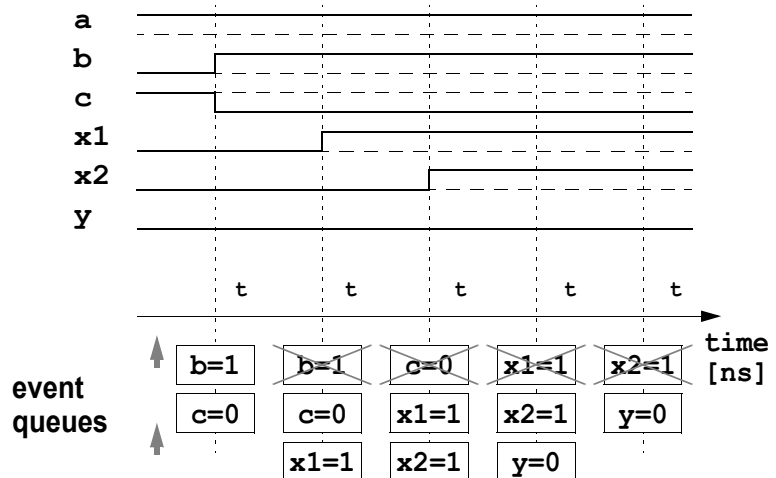 a
b
c
x1
x2
y
t t t t t
time
[ns]
event
queues
b=1 b=1 c=0 x1=1 x2=1
c=0 c=0 x1=1 x2=1 y=0
x1=1 x2=1 y=0